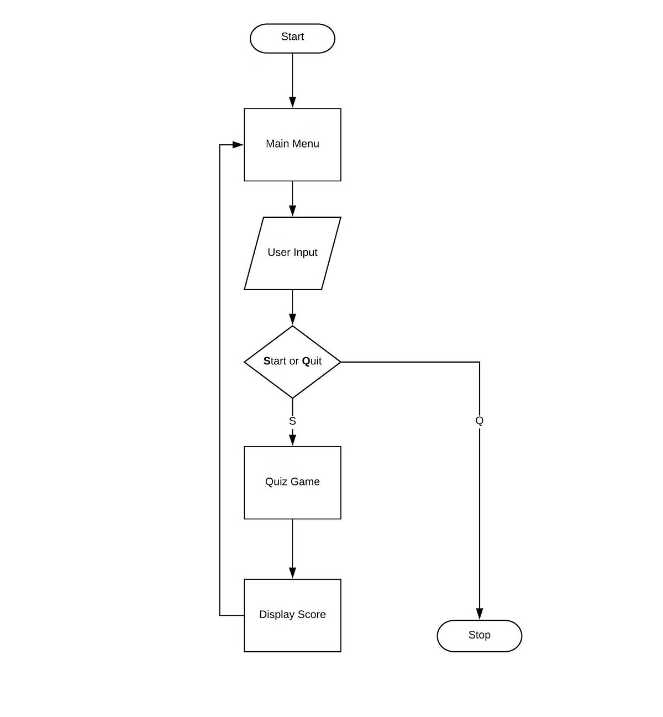 Start
Main Menu
User Input
Start or Quit
S
Q
Quiz Game
Display Score
Stop